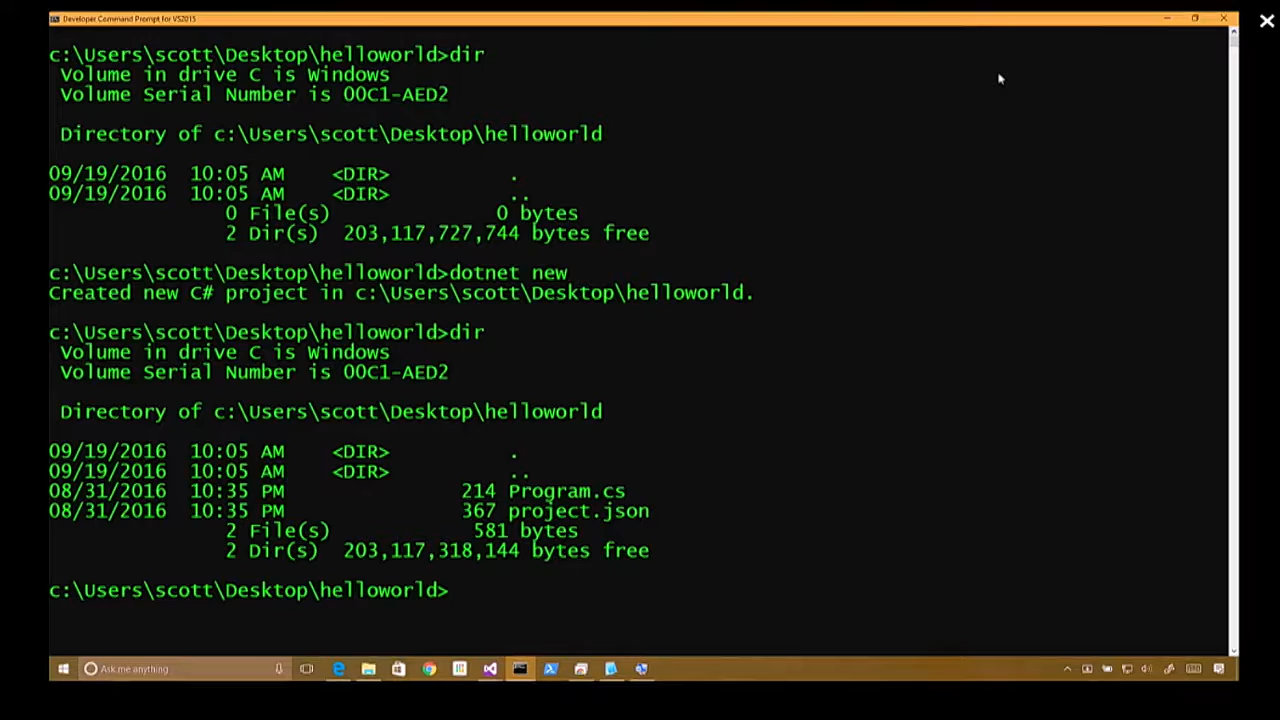 Developer Command Prompt for VS2015
c:\Users\scott\Desktop\helloworld>dir
Volume in drive C is Windows
Volume Serial Number is 00C1-AED2
Directory of c:\Users\scott\Desktop\helloworld
09/19/2016 10:05 AM <DIR> .
09/19/2016 10:05 AM <DIR> ..
0 File(s) 0 bytes
2 Dir(s) 203,117,727,744 bytes free
c:\Users\scott\Desktop\helloworld>dotnet new
Created new C# project in c:\Users\scott\Desktop\helloworld.
c:\Users\scott\Desktop\helloworld>dir
Volume in drive C is Windows
Volume Serial Number is 00C1-AED2
Directory of c:\Users\scott\Desktop\helloworld
09/19/2016 10:05 AM <DIR> .
09/19/2016 10:05 AM <DIR> ..
08/31/2016 10:35 PM 214 Program.cs
08/31/2016 10:35 PM 367 project.json
2 File(s) 581 bytes
2 Dir(s) 203,117,318,144 bytes free
c:\Users\scott\Desktop\helloworld>
Ask me anything